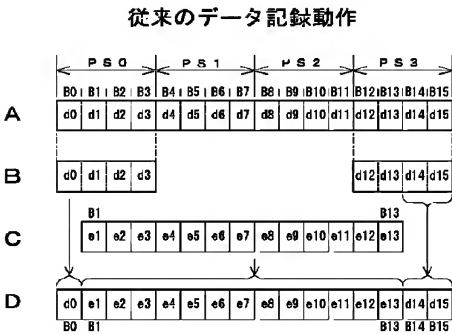 従来のデータ記録動作
PS0 PS1 PS2 PS3
B0 B1 B2 B3 B4 B5 B6 B7 B8 B9 B10 B11 B12 B13 B14 B15
A d0 d1 d2 d3 d4 d5 d6 d7 d8 d9 d10 d11 d12 d13 d14 d15
B d0 d1 d2 d3 d12 d13 d14 d15
B1 B13
C e1 e2 e3 e4 e5 e6 e7 e8 e9 e10 e11 e12 e13
D d0 e1 e2 e3 e4 e5 e6 e7 e8 e9 e10 e11 e12 e13 d14 d15
B0 B1 B13 B14 B15